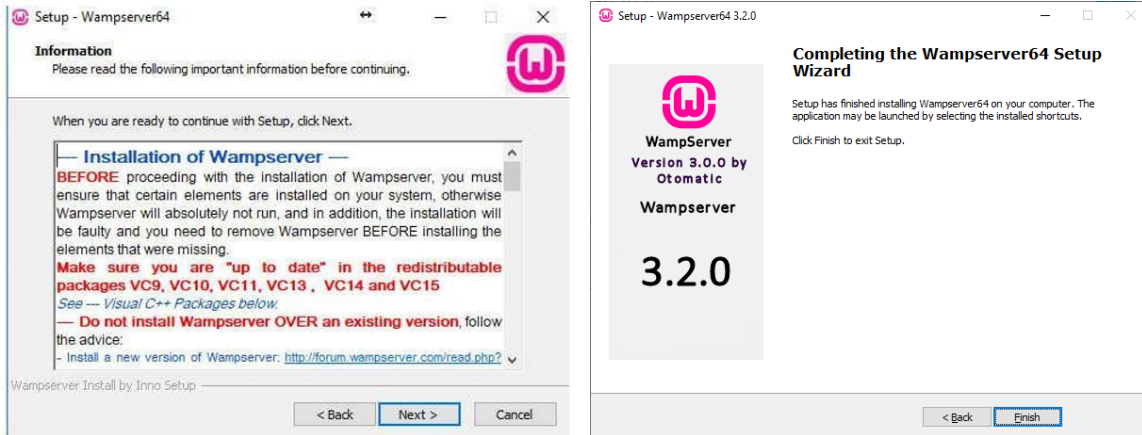 Setup - Wampserver64
Information
Please read the following important information before continuing.
When you are ready to continue with Setup, click Next.
— Installation of Wampserver —
BEFORE proceeding with the installation of Wampserver, you must
ensure that certain elements are installed on your system, otherwise
Wampserver will absolutely not run, and in addition, the installation will
be faulty and you need to remove Wampserver BEFORE installing the
elements that were missing.
Make sure you are "up to date" in the redistributable
packages VC9, VC10, VC11, VC13 , VC14 and VC15
See --- Visual C++ Packages below.
— Do not install Wampserver OVER an existing version, follow
the advice:
- Install a new version of Wampserver: http://forum.wampserver.com/read.php?
Wampserver Install by Inno Setup
< Back
Next >
Cancel
Setup - Wampserver64 3.2.0
WampServer
Version 3.0.0 by
Otomatic
Wampserver
3.2.0
Completing the Wampserver64 Setup
Wizard
Setup has finished installing Wampserver64 on your computer. The
application may be launched by selecting the installed shortcuts.
Click Finish to exit Setup.
< Back
Finish